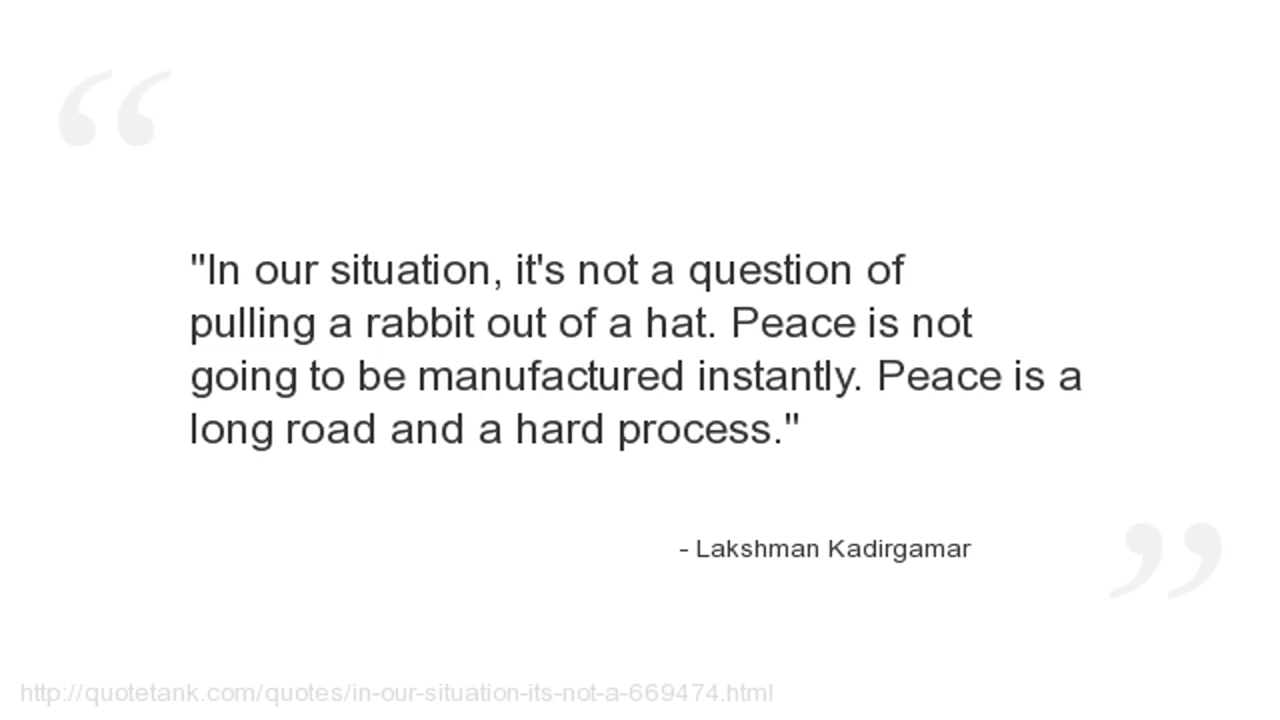 "In our situation, it's not a question of
pulling a rabbit out of a hat. Peace is not
going to be manufactured instantly. Peace is a
long road and a hard process."
- Lakshman Kadirgamar
http://quotetank.com/quotes/in-our-situation-its-not-a-669474.html